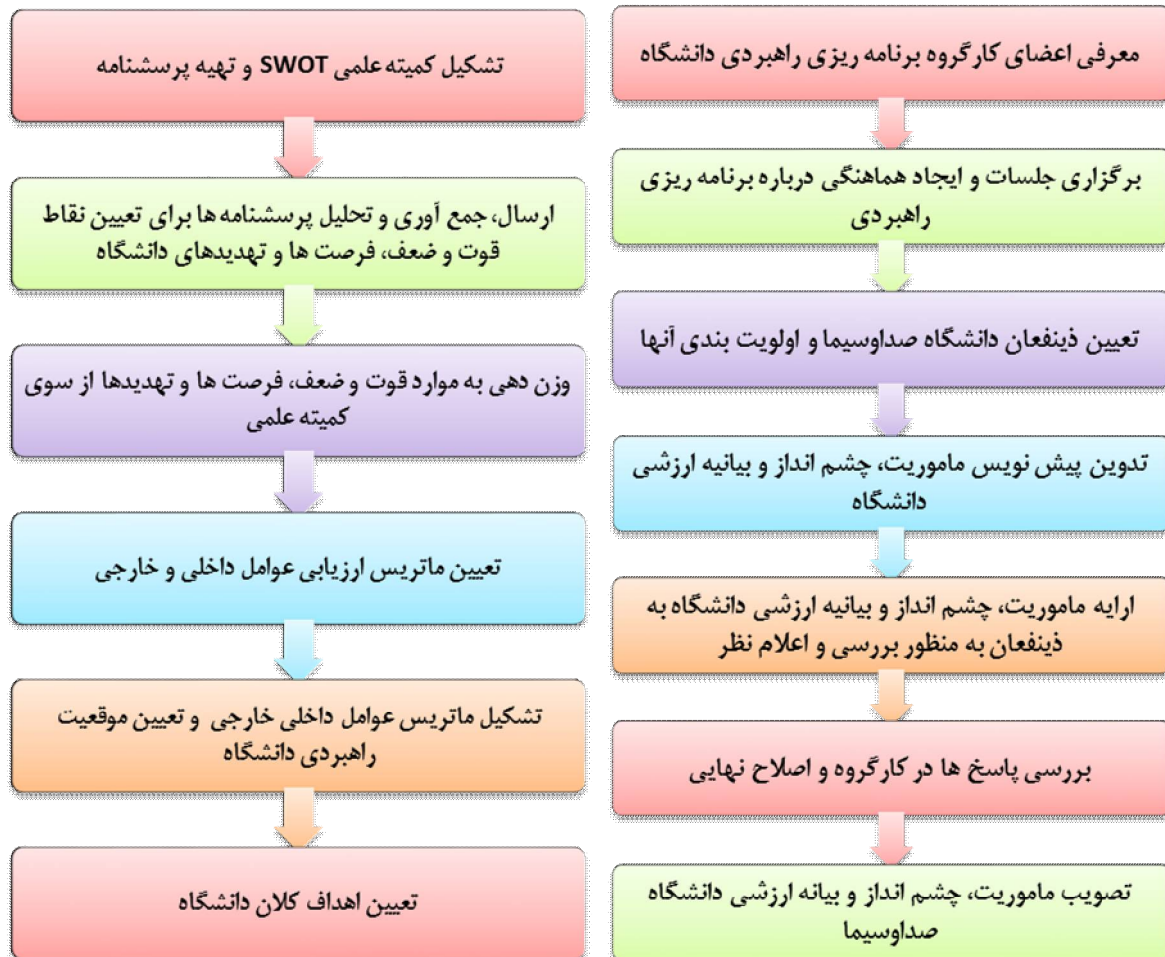 معرفی اعضای کارگروه برنامه ریزی راهبردی دانشگاه
برگزاری جلسات و ایجاد هماهنگی درباره برنامه ریزی
راهبردی
تعیین ذینفعان دانشگاه صداوسیما و اولویت بندی آنها
تدوین پیش نویس ماموریت، چشم انداز و بیانیه ارزشی
دانشگاه
ارایه ماموریت، چشم انداز و بیانیه ارزشی دانشگاه به
ذینفعان به منظور بررسی و اعلام نظر
بررسی پاسخ ها در کارگروه و اصلاح نهایی
تصویب ماموریت، چشم انداز و بیانه ارزشی دانشگاه
صداوسیما
تشکیل کمیته علمی SWOT و تهیه پرسشنامه
ارسال، جمع آوری و تحلیل پرسشنامه ها برای تعیین نقاط
قوت و ضعف، فرصت ها و تهدیدهای دانشگاه
وزن دهی به موارد قوت و ضعف، فرصت ها و تهدیدها از سوی
کمیته علمی
تعیین ماتریس ارزیابی عوامل داخلی و خارجی
تشکیل ماتریس عوامل داخلی خارجی و تعیین موقعیت
راهبردی دانشگاه
تعیین اهداف کلان دانشگاه